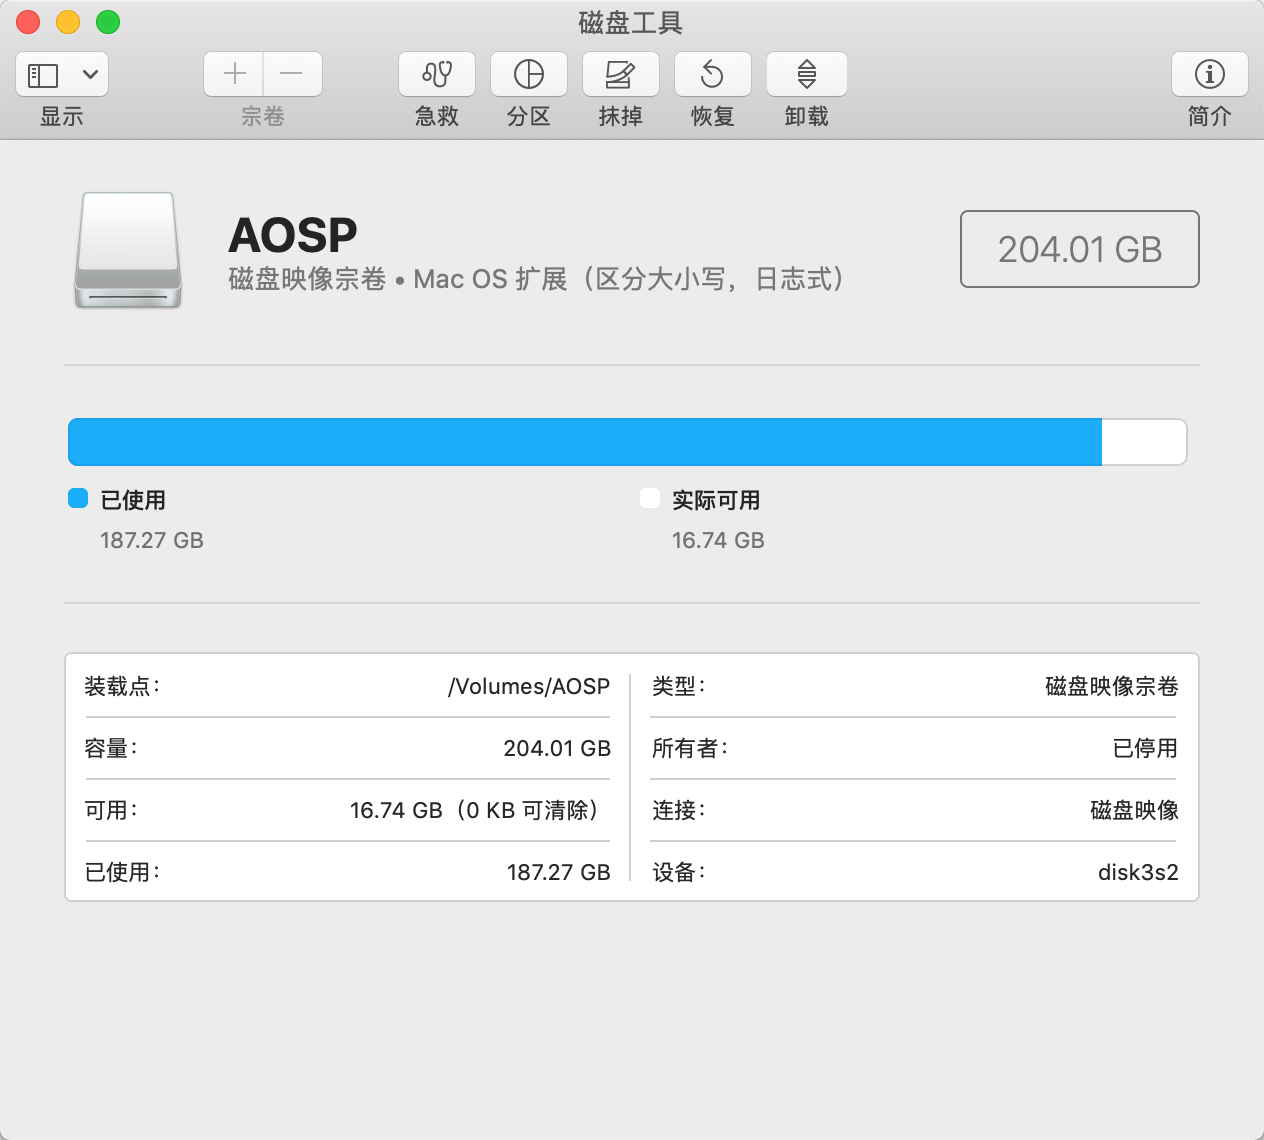 磁盘工具
显示
宗卷
急救
分区
抹掉
恢复
卸载
简介
AOSP
磁盘映像宗卷 • Mac OS 扩展（区分大小写，日志式）
204.01 GB
已使用
187.27 GB
实际可用
16.74 GB
装载点： /Volumes/AOSP
类型： 磁盘映像宗卷
容量： 204.01 GB
所有者： 已停用
可用： 16.74 GB（0 KB 可清除）
连接： 磁盘映像
已使用： 187.27 GB
设备： disk3s2